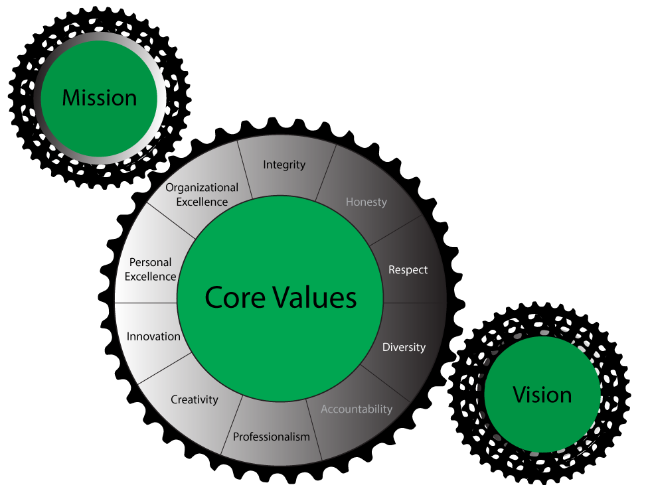 Mission
Integrity
Honesty
Respect
Diversity
Accountability
Professionalism
Creativity
Innovation
Personal
Excellence
Organizational
Excellence
Core Values
Vision